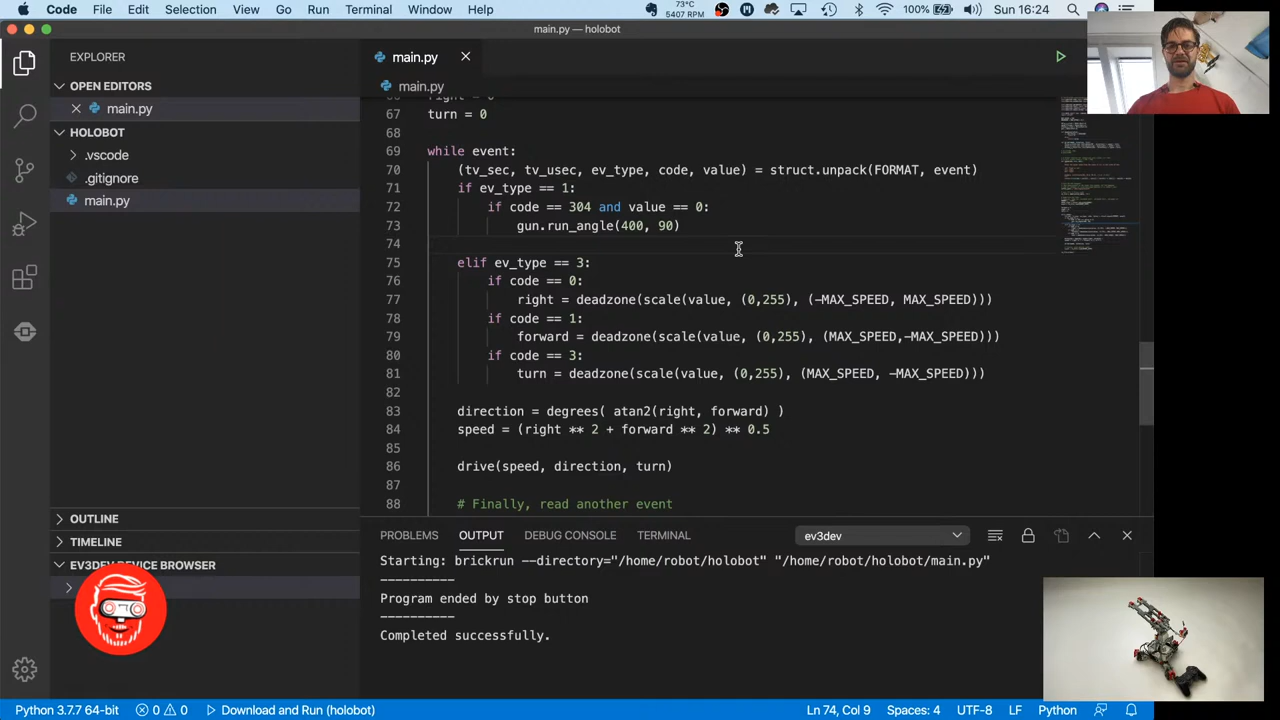 Code File Edit Selection View Go Run Terminal Window Help 73°C 5407 RPM 100% Sun 16:24
main.py — holobot
EXPLORER
OPEN EDITORS
main.py
HOLOBOT
.vscode
.gitignore
main.py
OUTLINE
TIMELINE
EV3DEV DEVICE BROWSER
main.py
main.py
67 turn = 0
68
69 while event:
70 (tv_sec, tv_usec, ev_type, code, value) = struct.unpack(FORMAT, event)
71 if ev_type == 1:
72 if code == 304 and value == 0:
73 gun.run_angle(400, 90)
74
75 elif ev_type == 3:
76 if code == 0:
77 right = deadzone(scale(value, (0,255), (-MAX_SPEED, MAX_SPEED)))
78 if code == 1:
79 forward = deadzone(scale(value, (0,255), (MAX_SPEED,-MAX_SPEED)))
80 if code == 3:
81 turn = deadzone(scale(value, (0,255), (MAX_SPEED, -MAX_SPEED)))
82
83 direction = degrees( atan2(right, forward) )
84 speed = (right ** 2 + forward ** 2) ** 0.5
85
86 drive(speed, direction, turn)
87
88 # Finally, read another event
PROBLEMS OUTPUT DEBUG CONSOLE TERMINAL ev3dev
Starting: brickrun --directory="/home/robot/holobot" "/home/robot/holobot/main.py"
----------
Program ended by stop button
----------
Completed successfully.
Python 3.7.7 64-bit 0 0 Download and Run (holobot) Ln 74, Col 9 Spaces: 4 UTF-8 LF Python